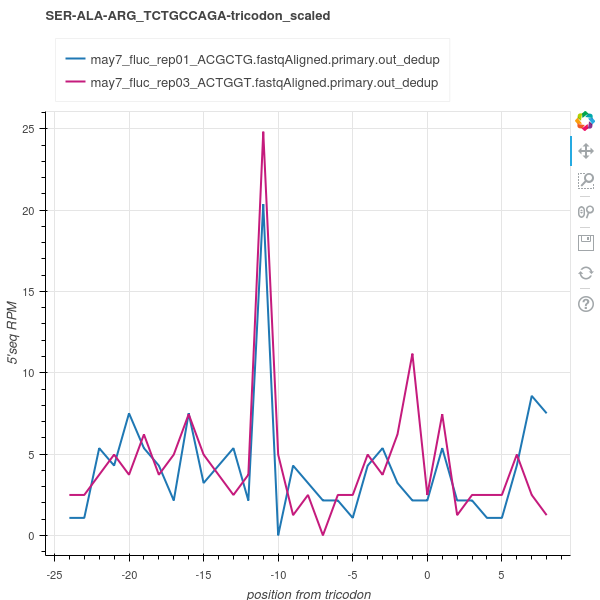 SER-ALA-ARG_TCTGCCAGA-tricodon_scaled
may7_fluc_rep01_ACGCTG.fastqAligned.primary.out_dedup
may7_fluc_rep03_ACTGGT.fastqAligned.primary.out_dedup
25
20
15
10
5
0
5'seq RPM
-25 -20 -15 -10 -5 0 5
position from tricodon
?